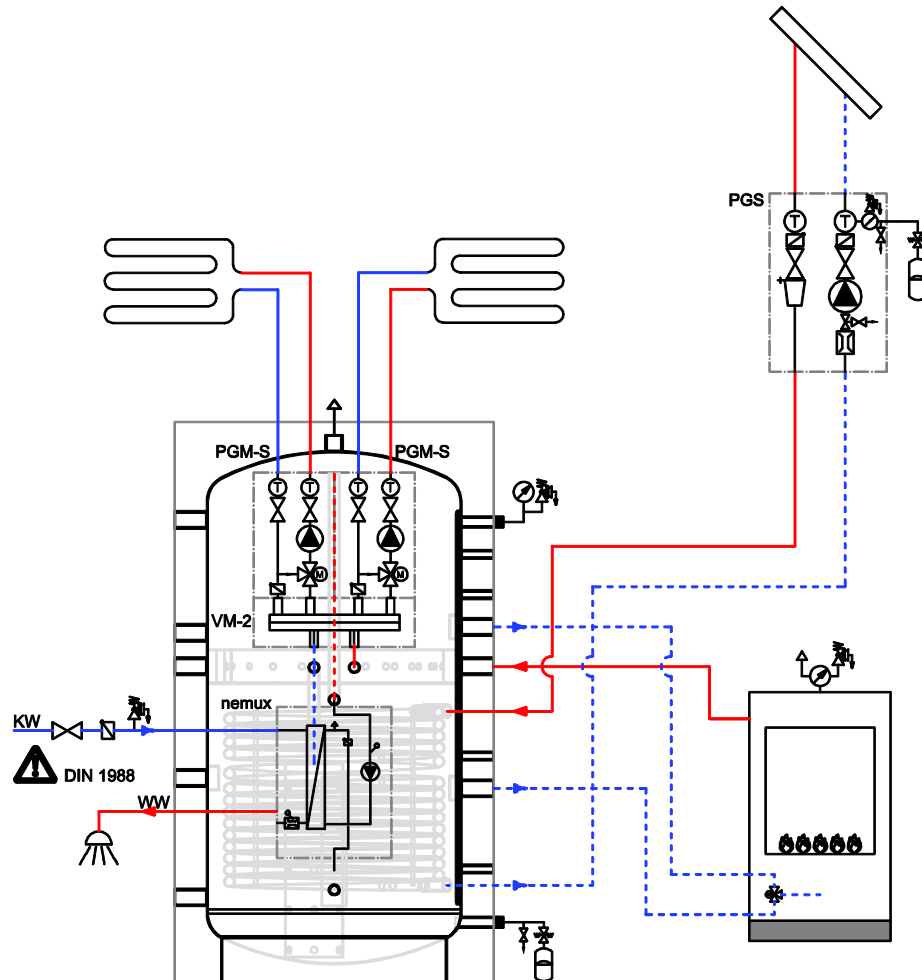 PGS
T T
PGM-S PGM-S
T T T T
M M
VM-2
nemux
KW
DIN 1988
WW